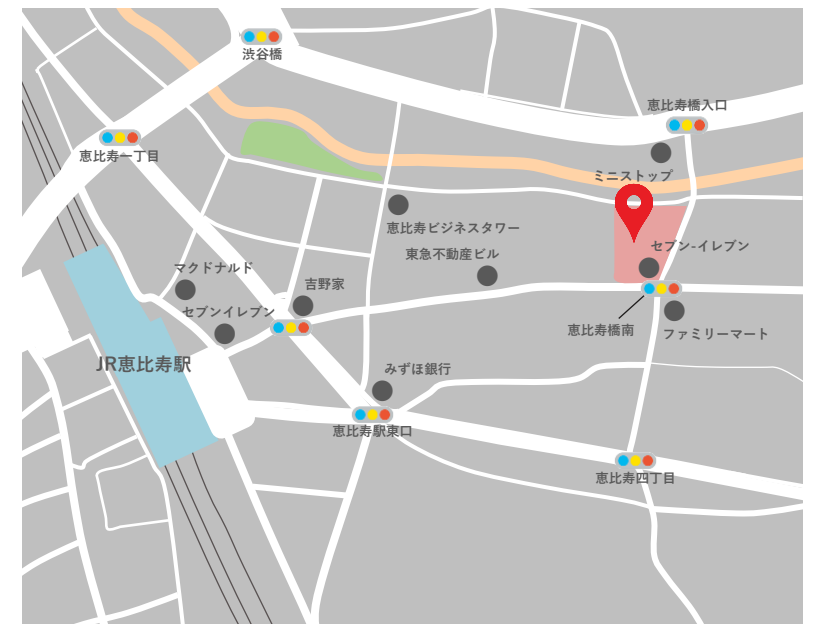 渋谷橋
恵比寿橋入口
恵比寿一丁目
ミニストップ
恵比寿ビジネスタワー
セブン-イレブン
東急不動産ビル
マクドナルド
吉野家
セブンイレブン
恵比寿橋南
ファミリーマート
JR恵比寿駅
みずほ銀行
恵比寿駅東口
恵比寿四丁目